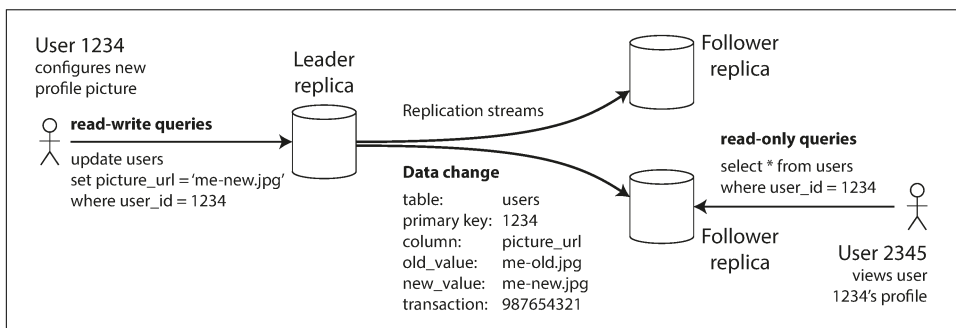 User 1234
configures new
profile picture
read-write queries
update users
set picture_url = ‘me-new.jpg’
where user_id = 1234
Leader
replica
Replication streams
Data change
table: users
primary key: 1234
column: picture_url
old_value: me-old.jpg
new_value: me-new.jpg
transaction: 987654321
Follower
replica
read-only queries
select * from users
where user_id = 1234
Follower
replica
User 2345
views user
1234’s profile